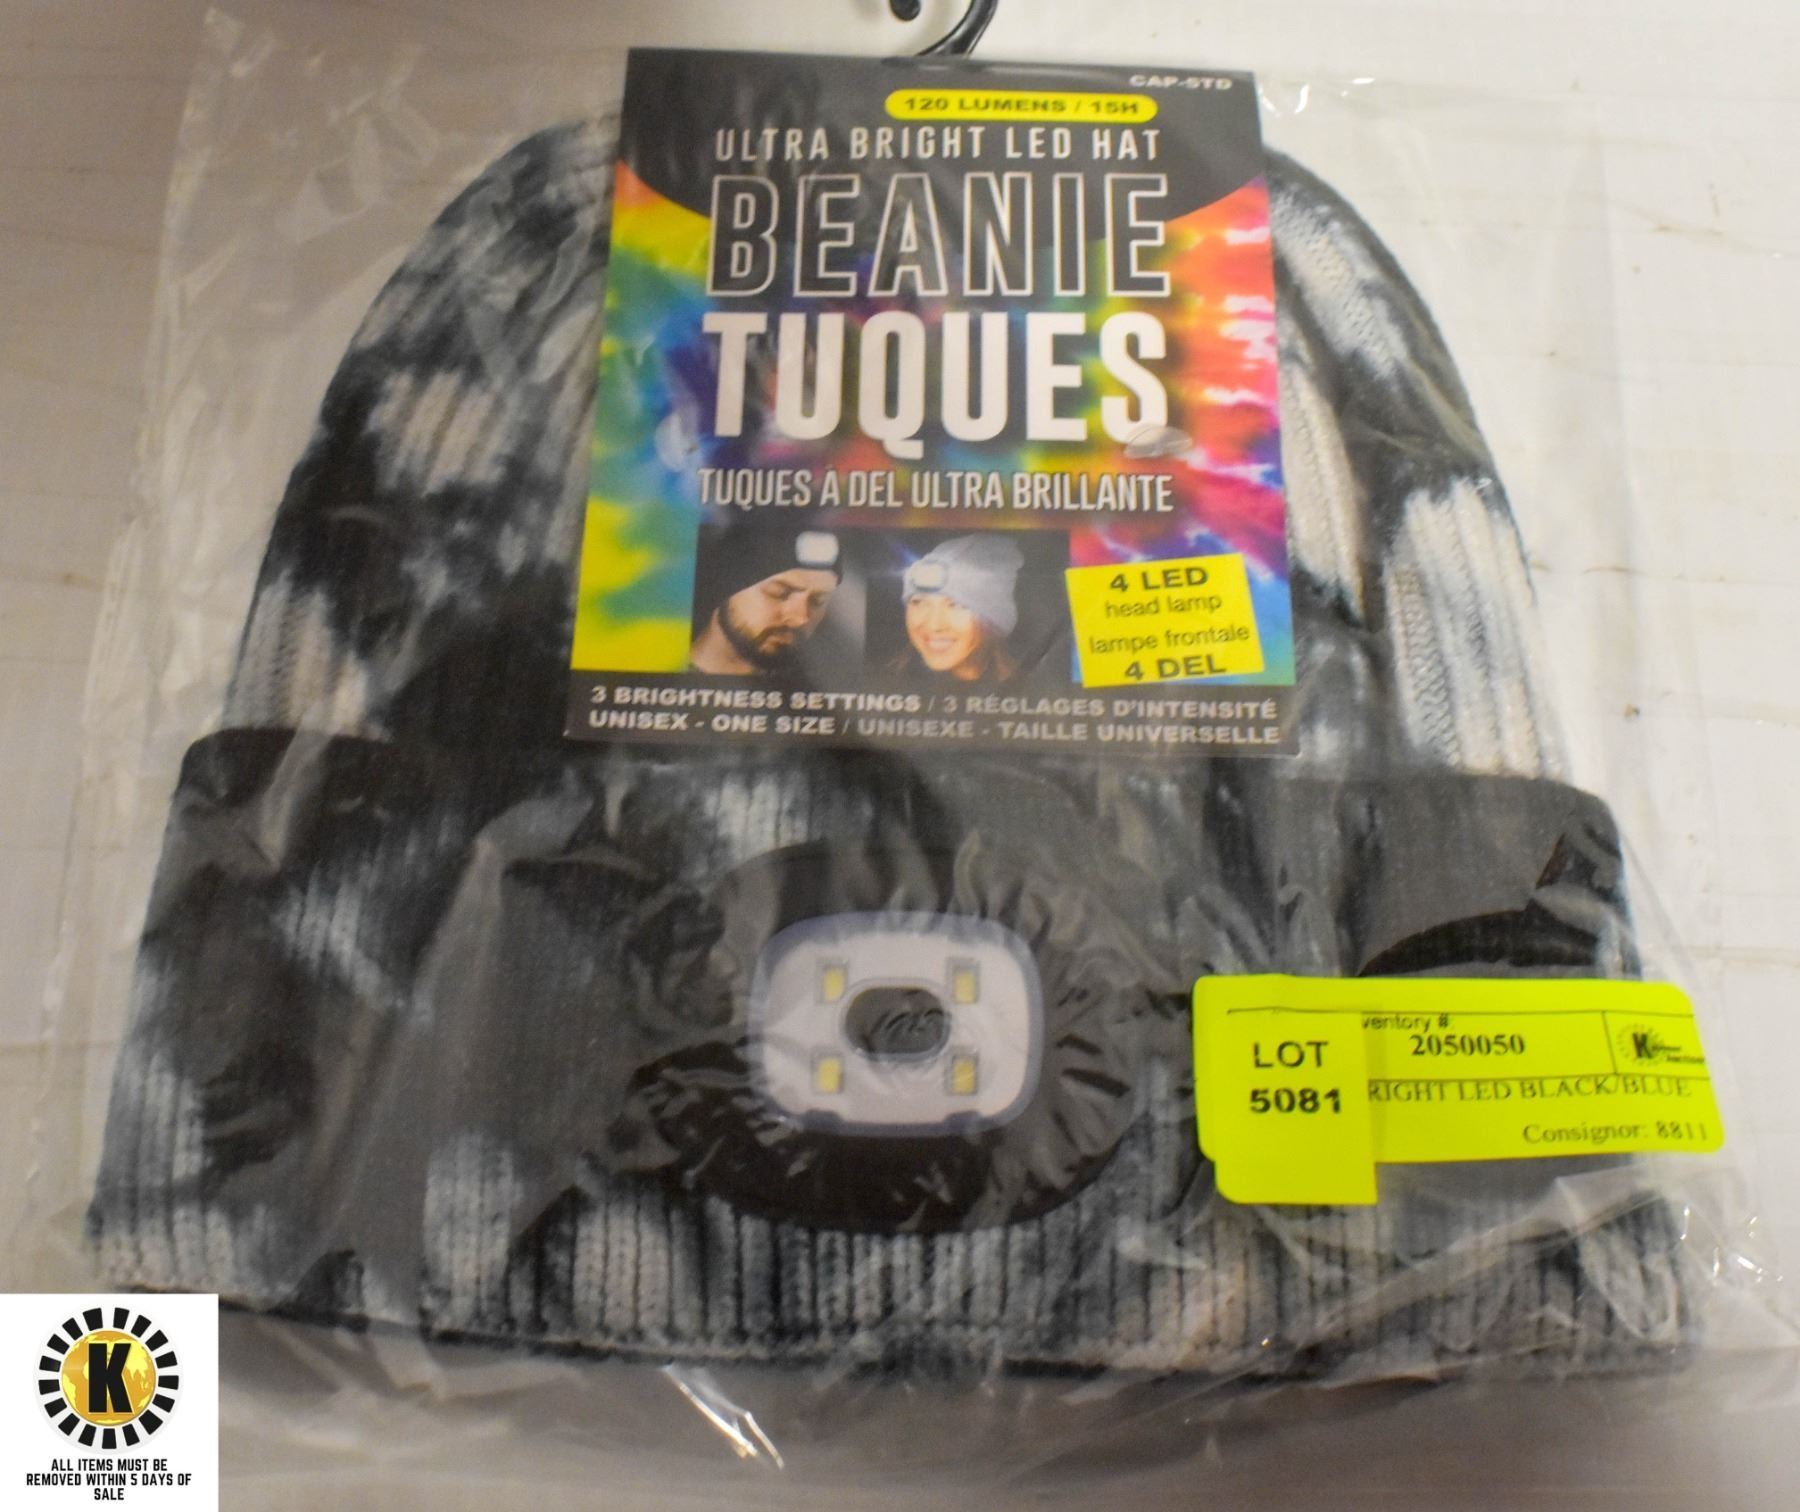 CAP-STD
120 LUMENS / 15H
ULTRA BRIGHT LED HAT
BEANIE
TUQUES
TUQUES À DEL ULTRA BRILLANTE
4 LED
head lamp
lampe frontale
4 DEL
3 BRIGHTNESS SETTINGS / 3 RÉGLAGES D'INTENSITÉ
UNISEX - ONE SIZE / UNISEXE - TAILLE UNIVERSELLE
ventory #
2050050
LOT
5081
RIGHT LED BLACK/BLUE
Consignor: 8811
K
ALL ITEMS MUST BE
REMOVED WITHIN 5 DAYS OF
SALE